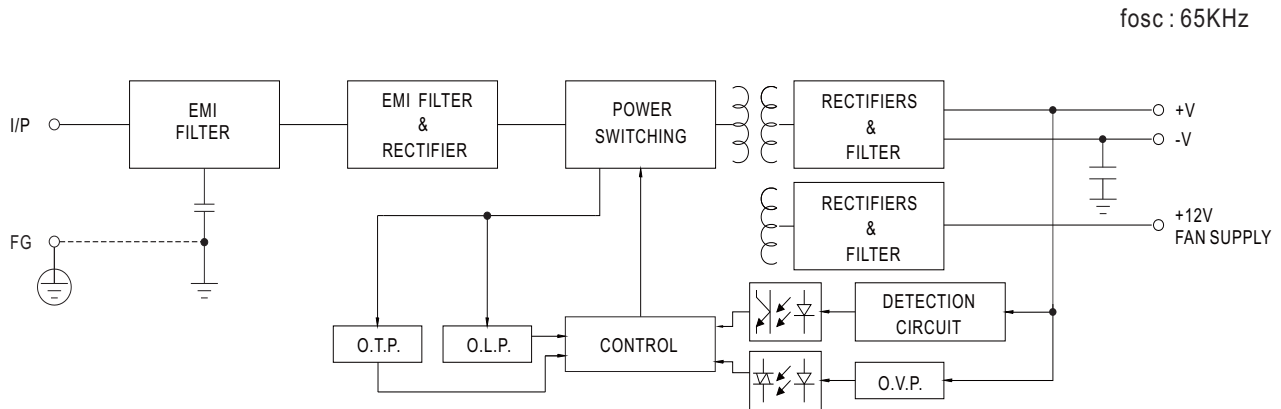 fosc : 65KHz
I/P
EMI
FILTER
EMI FILTER
&
RECTIFIER
POWER
SWITCHING
RECTIFIERS
&
FILTER
+V
-V
FG
RECTIFIERS
&
FILTER
+12V
FAN SUPPLY
O.T.P.
O.L.P.
CONTROL
DETECTION
CIRCUIT
O.V.P.